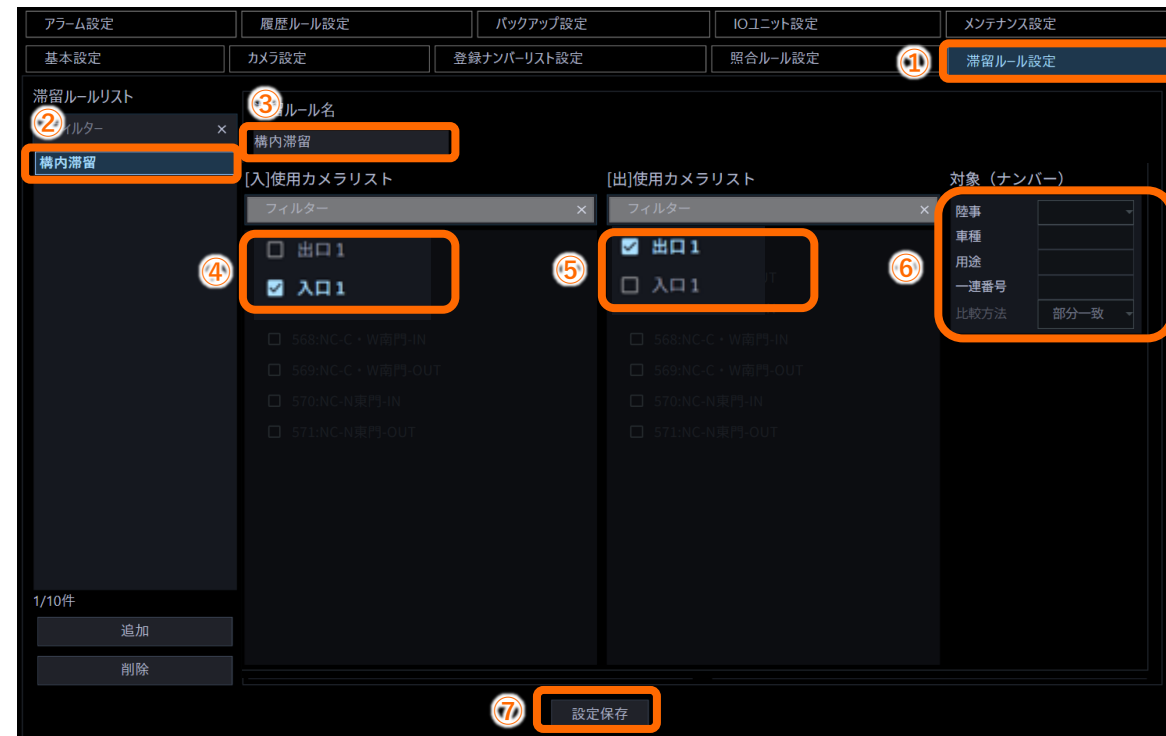 アラーム設定 履歴ルール設定 バックアップ設定 IOユニット設定 メンテナンス設定
基本設定 カメラ設定 登録ナンバーリスト設定 照合ルール設定 ① 滞留ルール設定
滞留ルールリスト
③ ルール名
② ィルター ×
構内滞留
構内滞留
[入]使用カメラリスト [出]使用カメラリスト 対象（ナンバー）
フィルター × フィルター ×
④
出口1
入口1
568:NC-C・W南門-IN
569:NC-C・W南門-OUT
570:NC-N東門-IN
571:NC-N東門-OUT
⑤
出口1
入口1
568:NC-C・W南門-IN
569:NC-C・W南門-OUT
570:NC-N東門-IN
571:NC-N東門-OUT
⑥
陸事
車種
用途
一連番号
比較方法 部分一致
1/10件
追加
削除
⑦ 設定保存